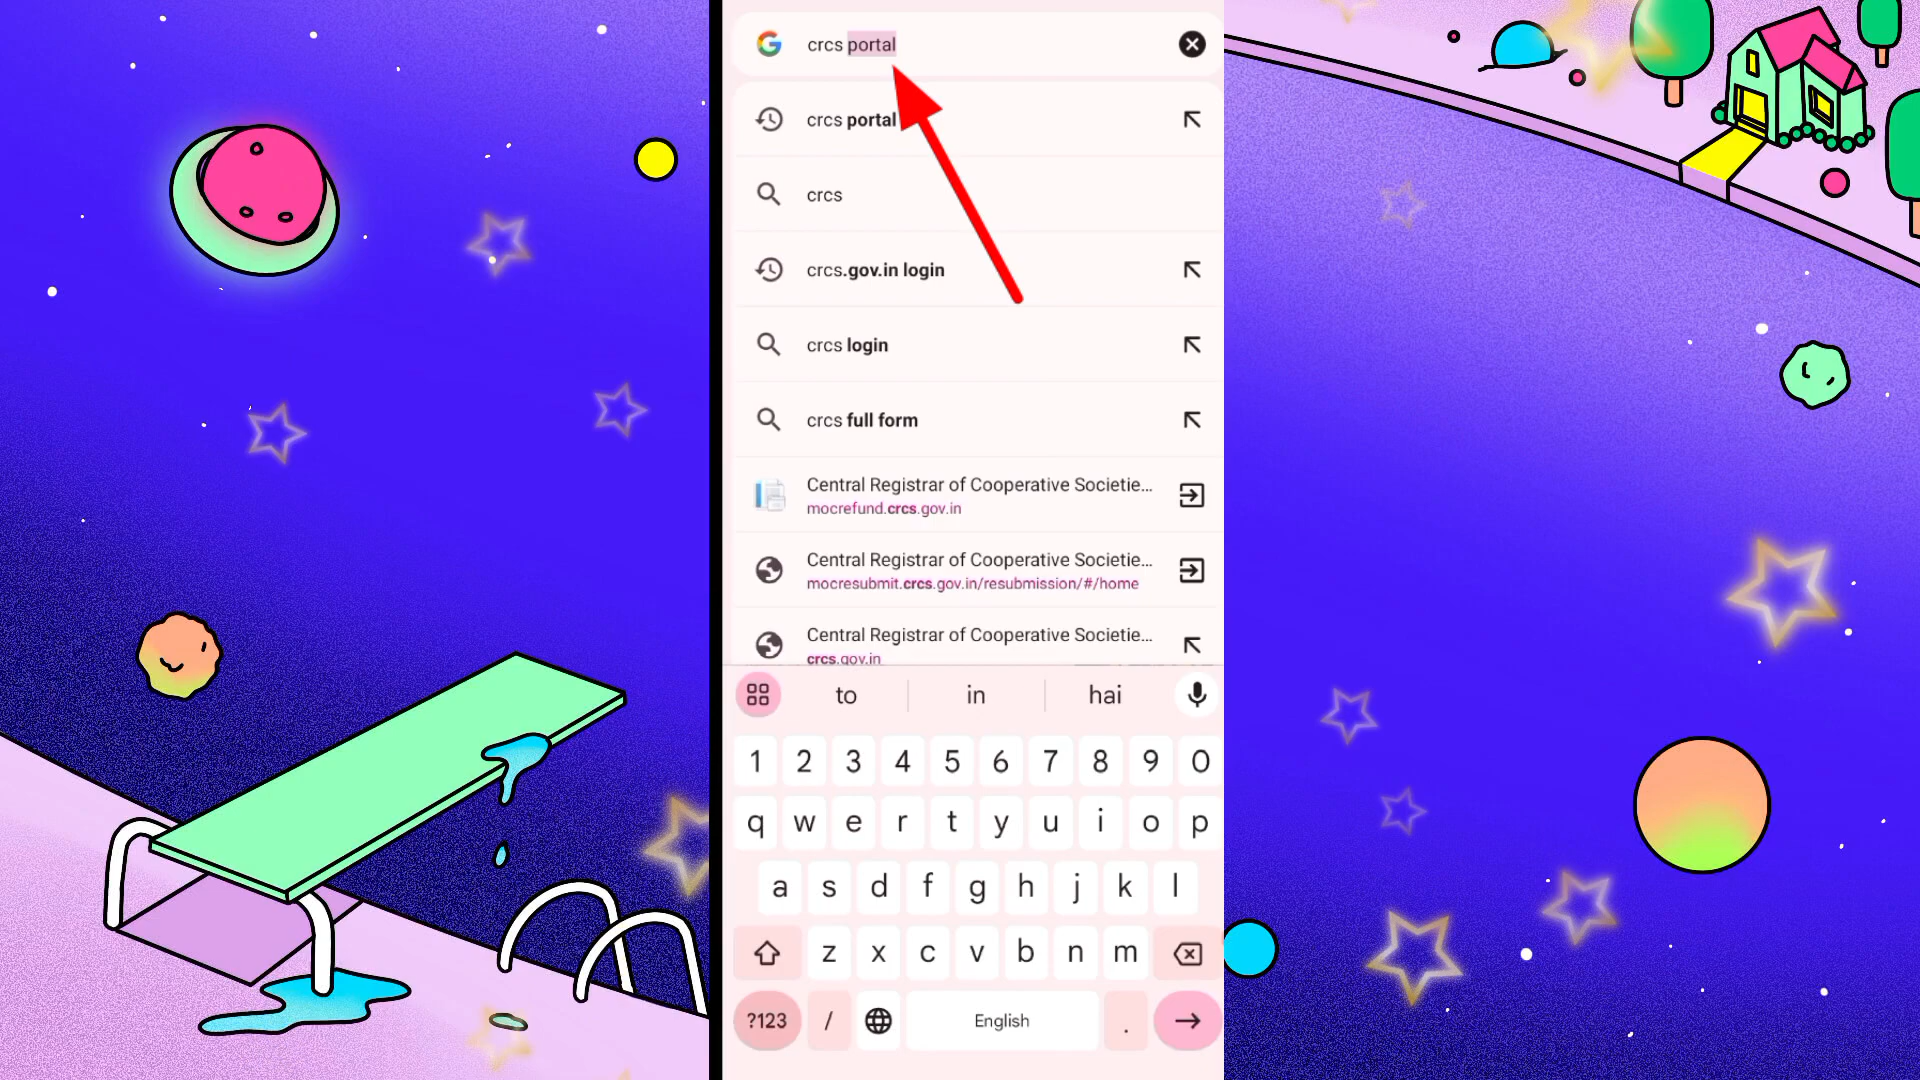 crcs portal
crcs portal
crcs
crcs.gov.in login
crcs login
crcs full form
Central Registrar of Cooperative Societie...
mocrefund.crcs.gov.in
Central Registrar of Cooperative Societie...
mocresubmit.crcs.gov.in/resubmission/#/home
Central Registrar of Cooperative Societie...
crcs.gov.in
to in hai
1 2 3 4 5 6 7 8 9 0
q w e r t y u i o p
a s d f g h j k l
z x c v b n m
?123 / English .